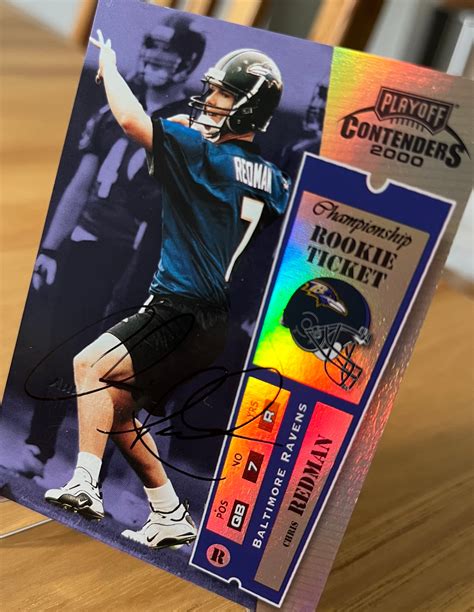 PLAYOFF
CONTENDERS
2000
REDMAN
7
Championship
ROOKIE
TICKET
POS
NO
YRS
QB
7
R
BALTIMORE RAVENS
CHRIS REDMAN
R